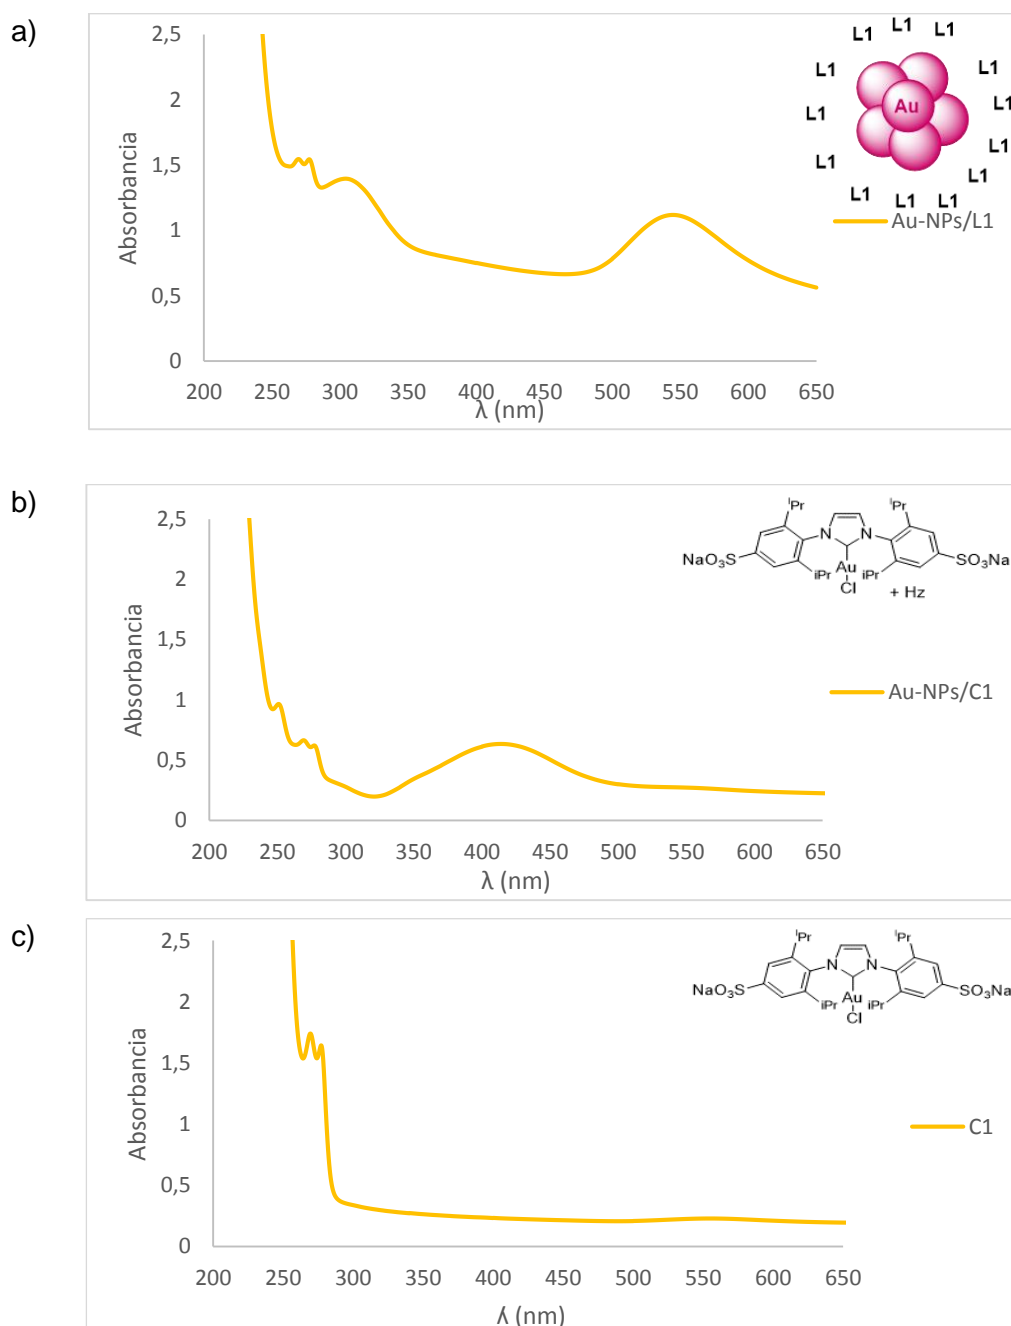 a)
2,5
2
1,5
1
0,5
0
Absorbancia
200 250 300 350 400 450 500 550 600 650
λ (nm)
L1 L1 L1 L1 L1 L1 L1 L1 L1 L1 L1 L1 L1 L1
Au
Au-NPs/L1
b)
2,5
2
1,5
1
0,5
0
Absorbancia
200 250 300 350 400 450 500 550 600 650
λ (nm)
iPr iPr
N N
NaO3S SO3Na
Au
iPr iPr
Cl
+ Hz
Au-NPs/C1
c)
2,5
2
1,5
1
0,5
0
Absorbancia
200 250 300 350 400 450 500 550 600 650
λ (nm)
iPr iPr
N N
NaO3S SO3Na
Au
iPr iPr
Cl
C1